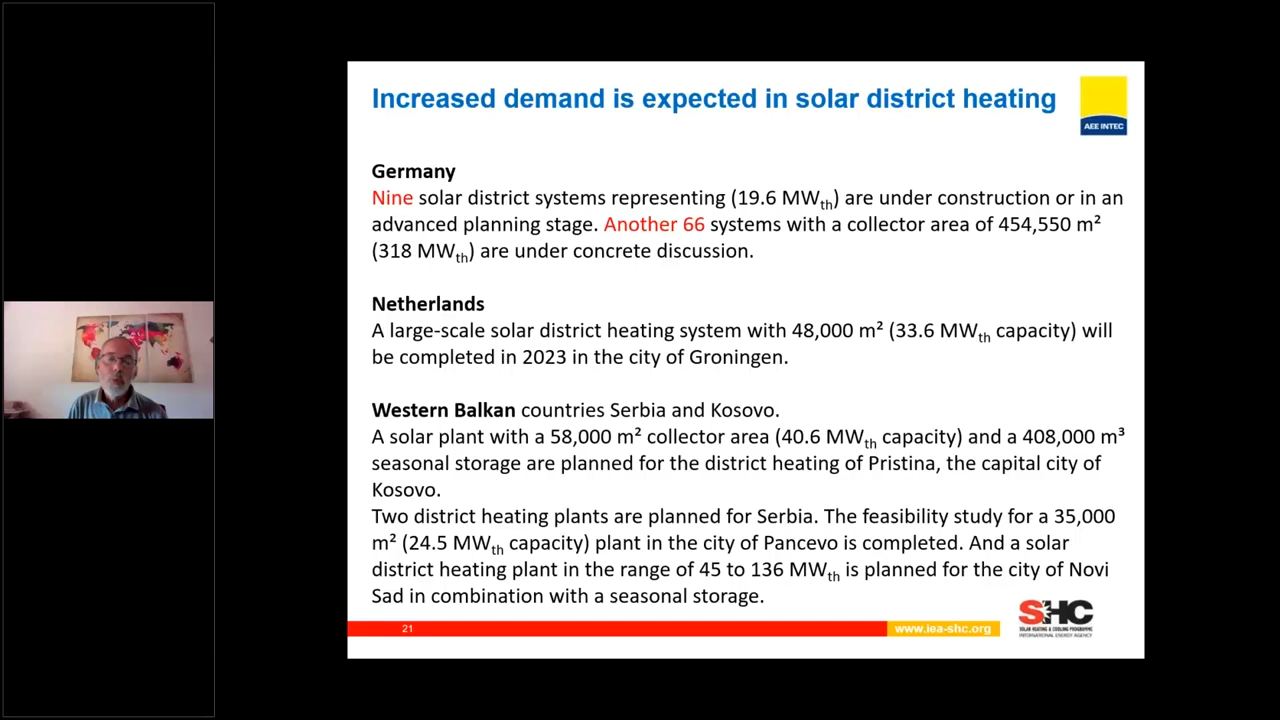 Increased demand is expected in solar district heating
AEE INTEC
Germany
Nine solar district systems representing (19.6 MWth) are under construction or in an
advanced planning stage. Another 66 systems with a collector area of 454,550 m²
(318 MWth) are under concrete discussion.
Netherlands
A large-scale solar district heating system with 48,000 m² (33.6 MWth capacity) will
be completed in 2023 in the city of Groningen.
Western Balkan countries Serbia and Kosovo.
A solar plant with a 58,000 m² collector area (40.6 MWth capacity) and a 408,000 m³
seasonal storage are planned for the district heating of Pristina, the capital city of
Kosovo.
Two district heating plants are planned for Serbia. The feasibility study for a 35,000
m² (24.5 MWth capacity) plant in the city of Pancevo is completed. And a solar
district heating plant in the range of 45 to 136 MWth is planned for the city of Novi
Sad in combination with a seasonal storage.
21
www.iea-shc.org
SHC
SOLAR HEATING & COOLING PROGRAMME
INTERNATIONAL ENERGY AGENCY